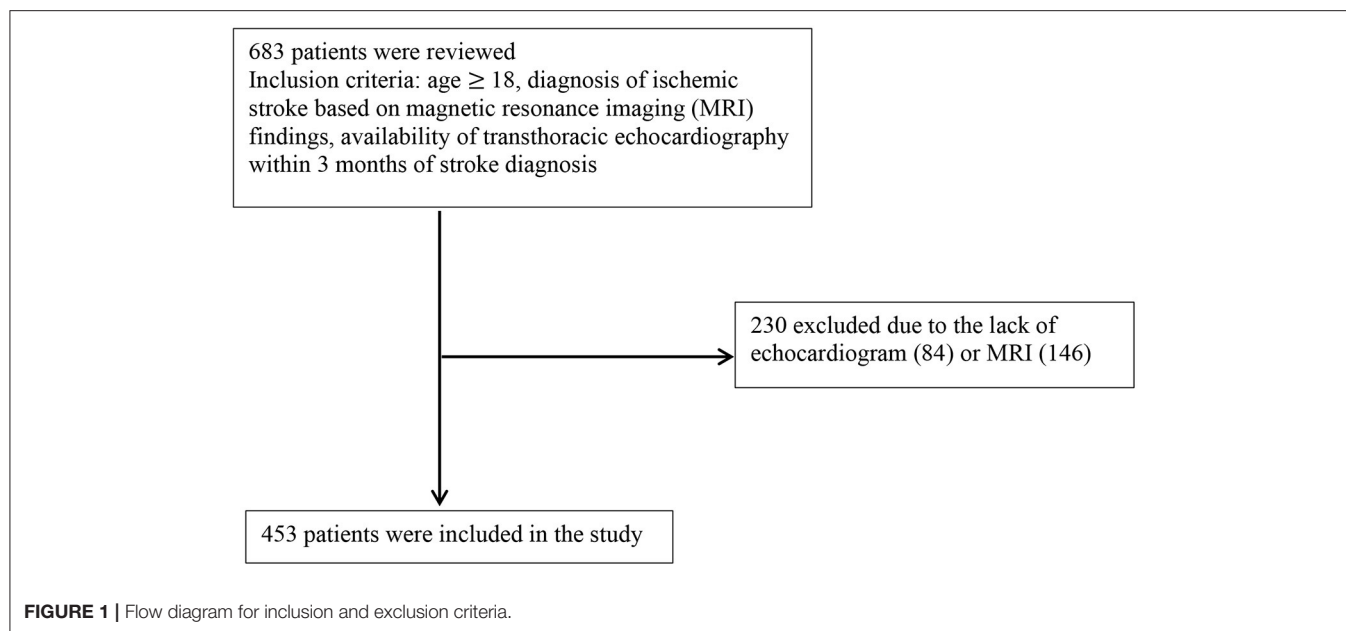 683 patients were reviewed
Inclusion criteria: age ≥ 18, diagnosis of ischemic
stroke based on magnetic resonance imaging (MRI)
findings, availability of transthoracic echocardiography
within 3 months of stroke diagnosis
230 excluded due to the lack of
echocardiogram (84) or MRI (146)
453 patients were included in the study
FIGURE 1 | Flow diagram for inclusion and exclusion criteria.